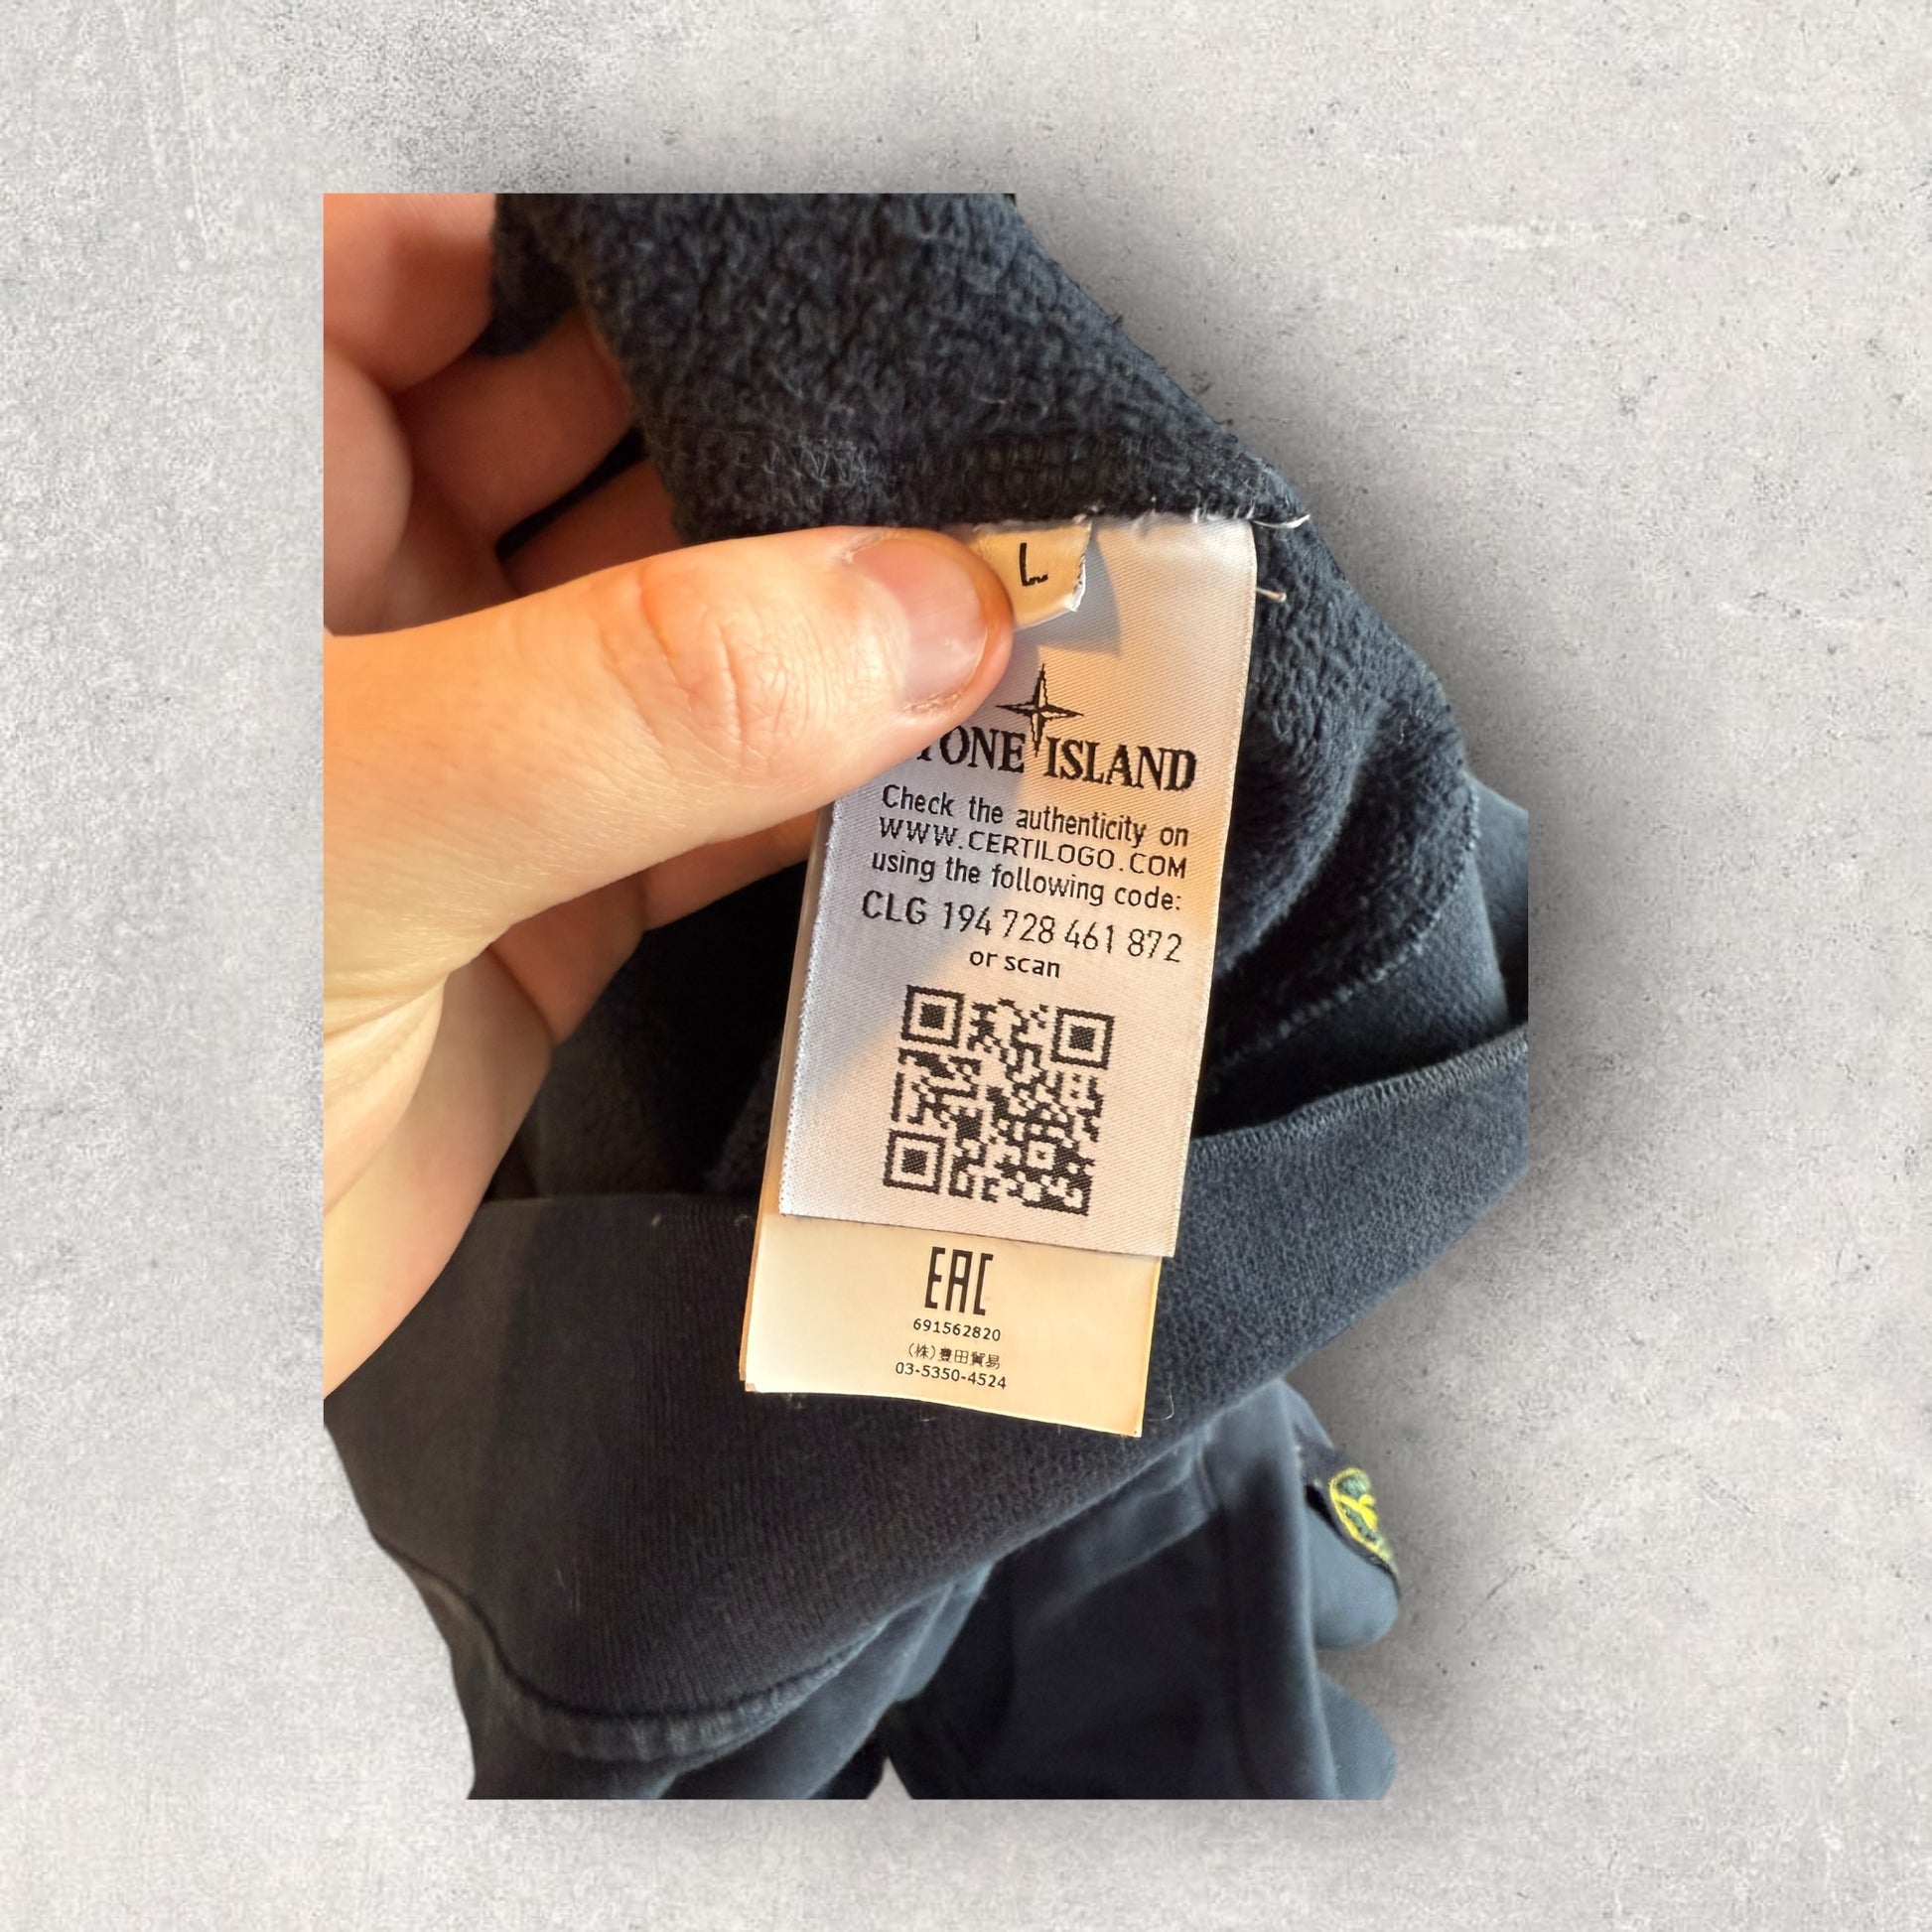 L
TONE ISLAND
Check the authenticity on
WWW.CERTILOGO.COM
using the following code:
CLG 194 728 461 872
or scan
EAC
691562820
(株)豊田貿易
03-5350-4524